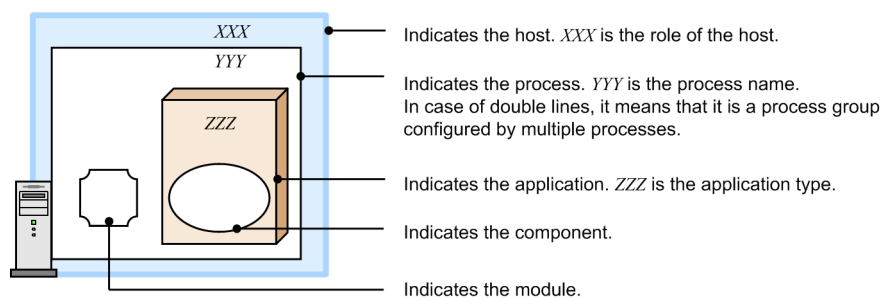 XXX
YYY
ZZZ
Indicates the host. XXX is the role of the host.
Indicates the process. YYY is the process name.
In case of double lines, it means that it is a process group
configured by multiple processes.
Indicates the application. ZZZ is the application type.
Indicates the component.
Indicates the module.